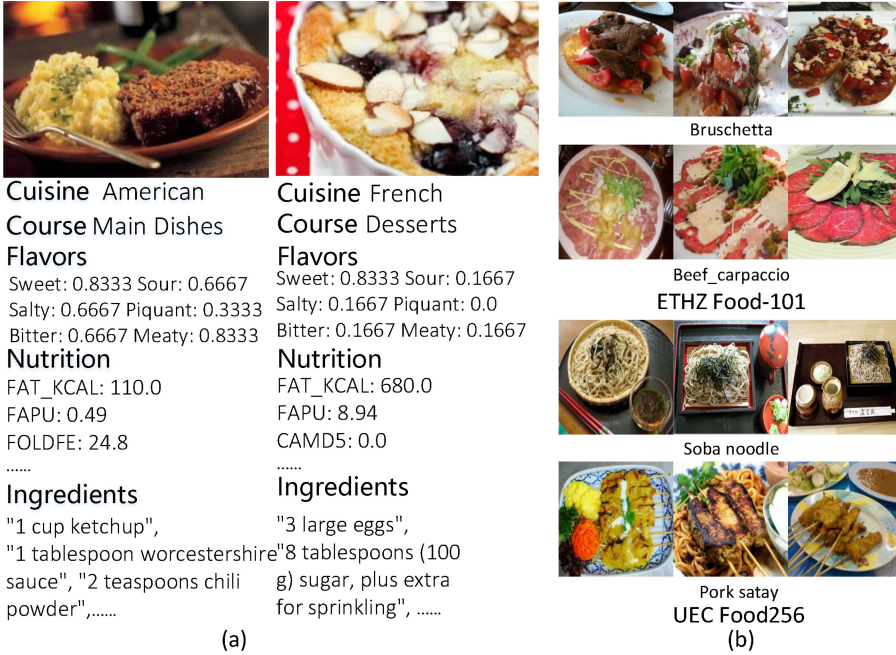 Cuisine American
Course Main Dishes
Flavors
Sweet: 0.8333 Sour: 0.6667
Salty: 0.6667 Piquant: 0.3333
Bitter: 0.6667 Meaty: 0.8333
Nutrition
FAT_KCAL: 110.0
FAPU: 0.49
FOLDFE: 24.8
......
Ingredients
"1 cup ketchup",
"1 tablespoon worcestershire
sauce", "2 teaspoons chili
powder",......
Cuisine French
Course Desserts
Flavors
Sweet: 0.8333 Sour: 0.1667
Salty: 0.1667 Piquant: 0.0
Bitter: 0.1667 Meaty: 0.1667
Nutrition
FAT_KCAL: 680.0
FAPU: 8.94
CAMD5: 0.0
......
Ingredients
"3 large eggs",
"8 tablespoons (100
g) sugar, plus extra
for sprinkling", ......
(a)
Bruschetta
Beef_carpaccio
ETHZ Food-101
Soba noodle
Pork satay
UEC Food256
(b)